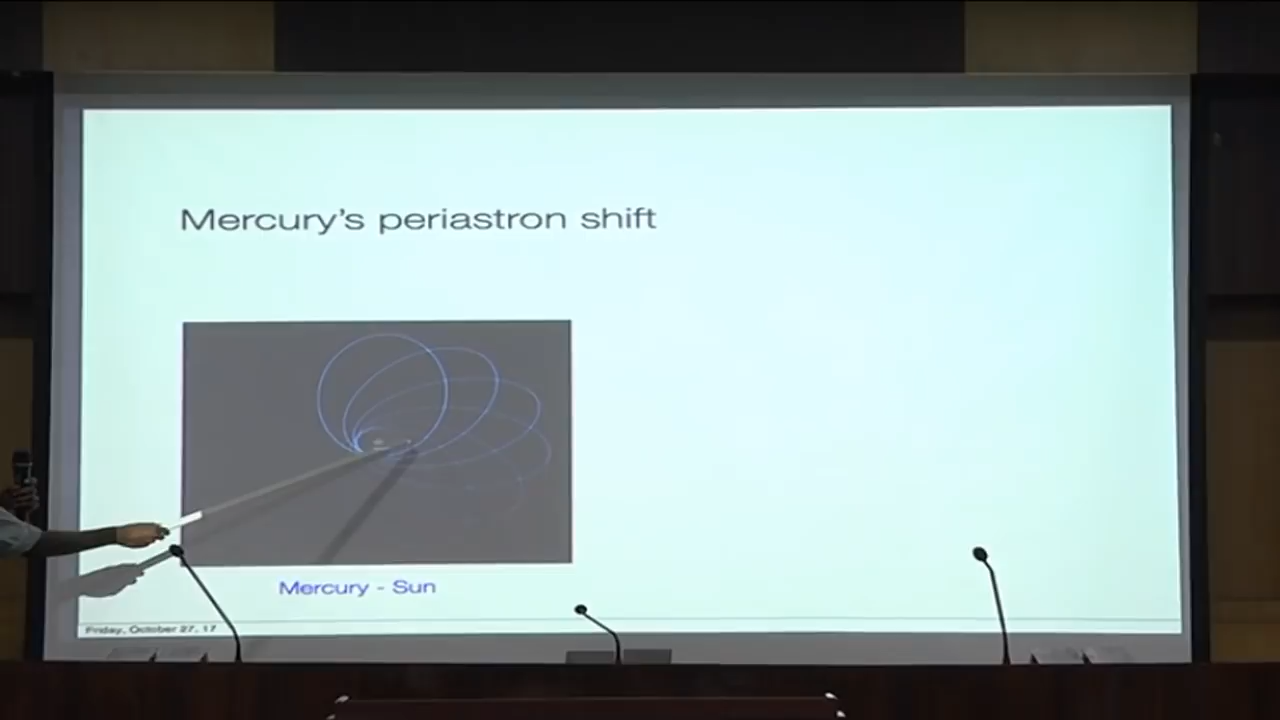 Mercury's periastron shift
Mercury - Sun
Friday, October 27, 17